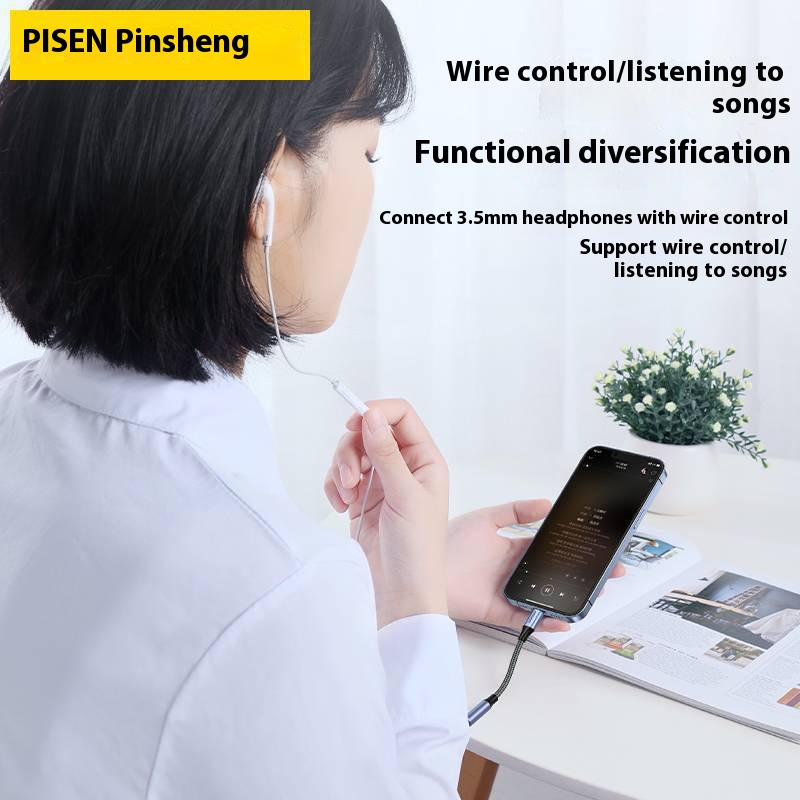 PISEN Pinsheng
Wire control/listening to
songs
Functional diversification
Connect 3.5mm headphones with wire control
Support wire control/
listening to songs